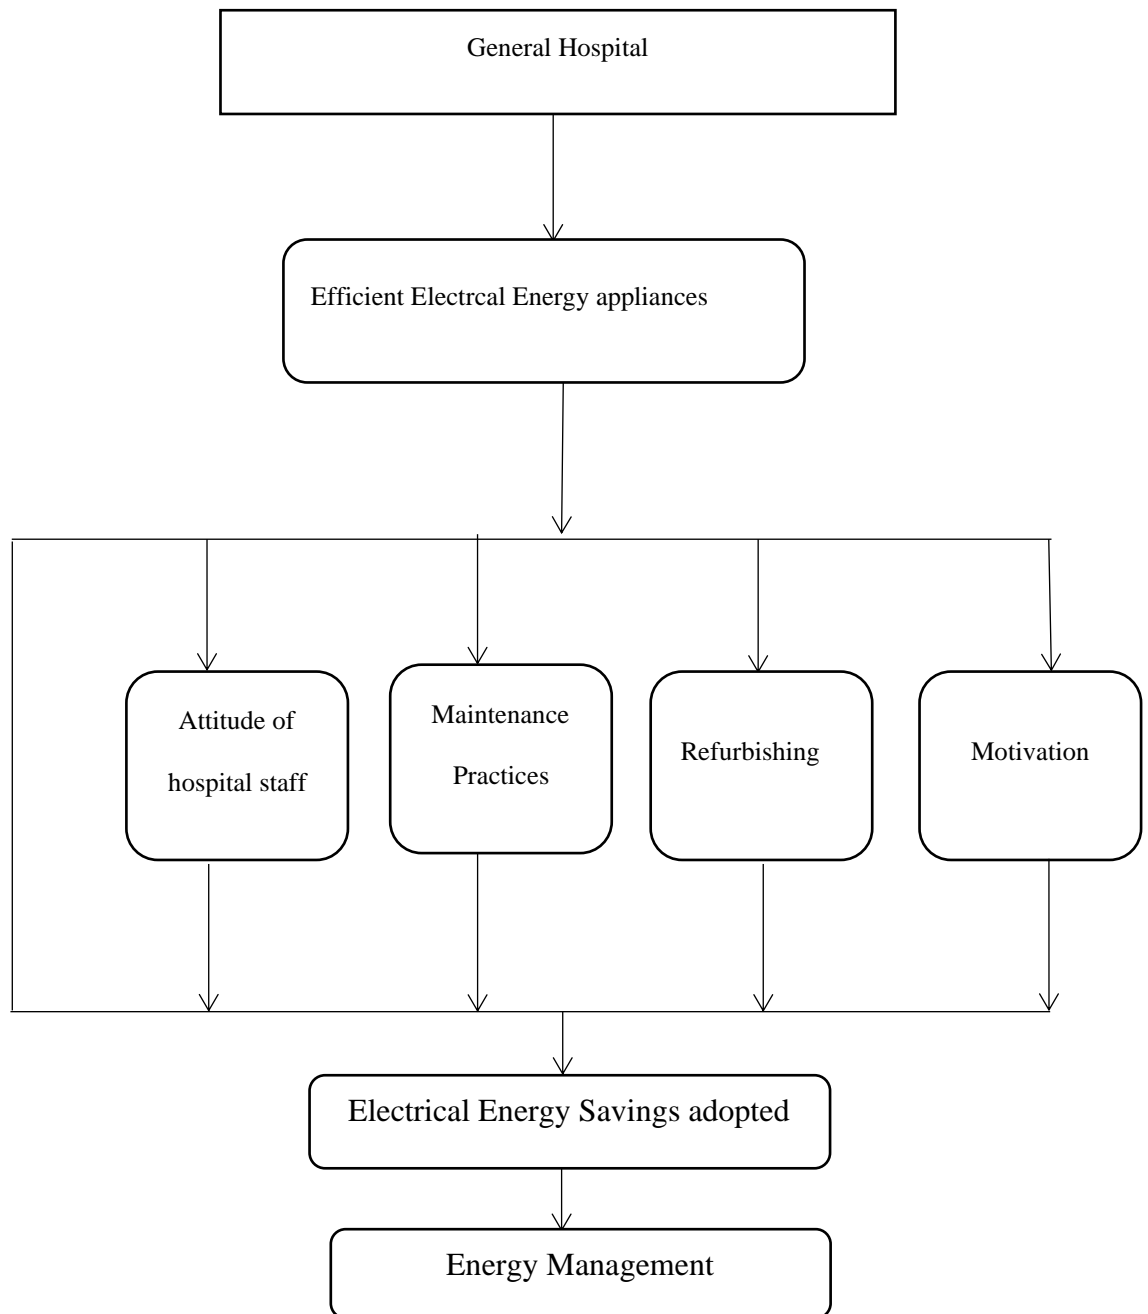 General Hospital
Efficient Electrcal Energy appliances
Attitude of
hospital staff
Maintenance
Practices
Refurbishing
Motivation
Electrical Energy Savings adopted
Energy Management